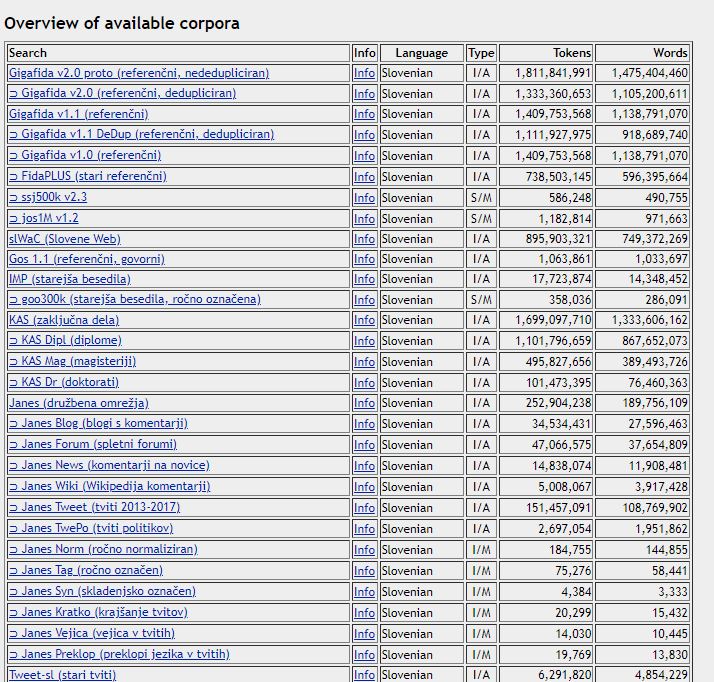 Overview of available corpora
Search Info Language Type Tokens Words
Gigafida v2.0 proto (referenčni, nededupliciran) Info Slovenian I/A 1,811,841,991 1,475,404,460
⊃ Gigafida v2.0 (referenčni, dedupliciran) Info Slovenian I/A 1,333,360,653 1,105,200,611
Gigafida v1.1 (referenčni) Info Slovenian I/A 1,409,753,568 1,138,791,070
⊃ Gigafida v1.1 DeDup (referenčni, dedupliciran) Info Slovenian I/A 1,111,927,975 918,689,740
⊃ Gigafida v1.0 (referenčni) Info Slovenian I/A 1,409,753,568 1,138,791,070
⊃ FidaPLUS (stari referenčni) Info Slovenian I/A 738,503,145 596,395,664
⊃ ssj500k v2.3 Info Slovenian S/M 586,248 490,755
⊃ jos1M v1.2 Info Slovenian S/M 1,182,814 971,663
slWaC (Slovene Web) Info Slovenian I/A 895,903,321 749,372,269
Gos 1.1 (referenčni, govorni) Info Slovenian I/A 1,063,861 1,033,697
IMP (starejša besedila) Info Slovenian I/A 17,723,874 14,348,452
⊃ goo300k (starejša besedila, ročno označena) Info Slovenian S/M 358,036 286,091
KAS (zaključna dela) Info Slovenian I/A 1,699,097,710 1,333,606,162
⊃ KAS Dipl (diplome) Info Slovenian I/A 1,101,796,659 867,652,073
⊃ KAS Mag (magisteriji) Info Slovenian I/A 495,827,656 389,493,726
⊃ KAS Dr (doktorati) Info Slovenian I/A 101,473,395 76,460,363
Janes (družbena omrežja) Info Slovenian I/A 252,904,238 189,756,109
⊃ Janes Blog (blogi s komentarji) Info Slovenian I/A 34,534,431 27,596,463
⊃ Janes Forum (spletni forumi) Info Slovenian I/A 47,066,575 37,654,809
⊃ Janes News (komentarji na novice) Info Slovenian I/A 14,838,074 11,908,481
⊃ Janes Wiki (Wikipedija komentarji) Info Slovenian I/A 5,008,067 3,917,428
⊃ Janes Tweet (tviti 2013-2017) Info Slovenian I/A 151,457,091 108,769,902
⊃ Janes TwePo (tviti politikov) Info Slovenian I/A 2,697,054 1,951,862
⊃ Janes Norm (ročno normaliziran) Info Slovenian I/M 184,755 144,855
⊃ Janes Tag (ročno označen) Info Slovenian I/M 75,276 58,441
⊃ Janes Syn (skladenjsko označen) Info Slovenian I/M 4,384 3,333
⊃ Janes Kratko (krajšanje tvitov) Info Slovenian I/M 20,299 15,432
⊃ Janes Vejica (vejica v tvitih) Info Slovenian I/M 14,030 10,445
⊃ Janes Preklop (preklopi jezika v tvitih) Info Slovenian I/M 19,769 13,830
Tweet-sl (stari tviti) Info Slovenian I/A 6,291,820 4,854,229